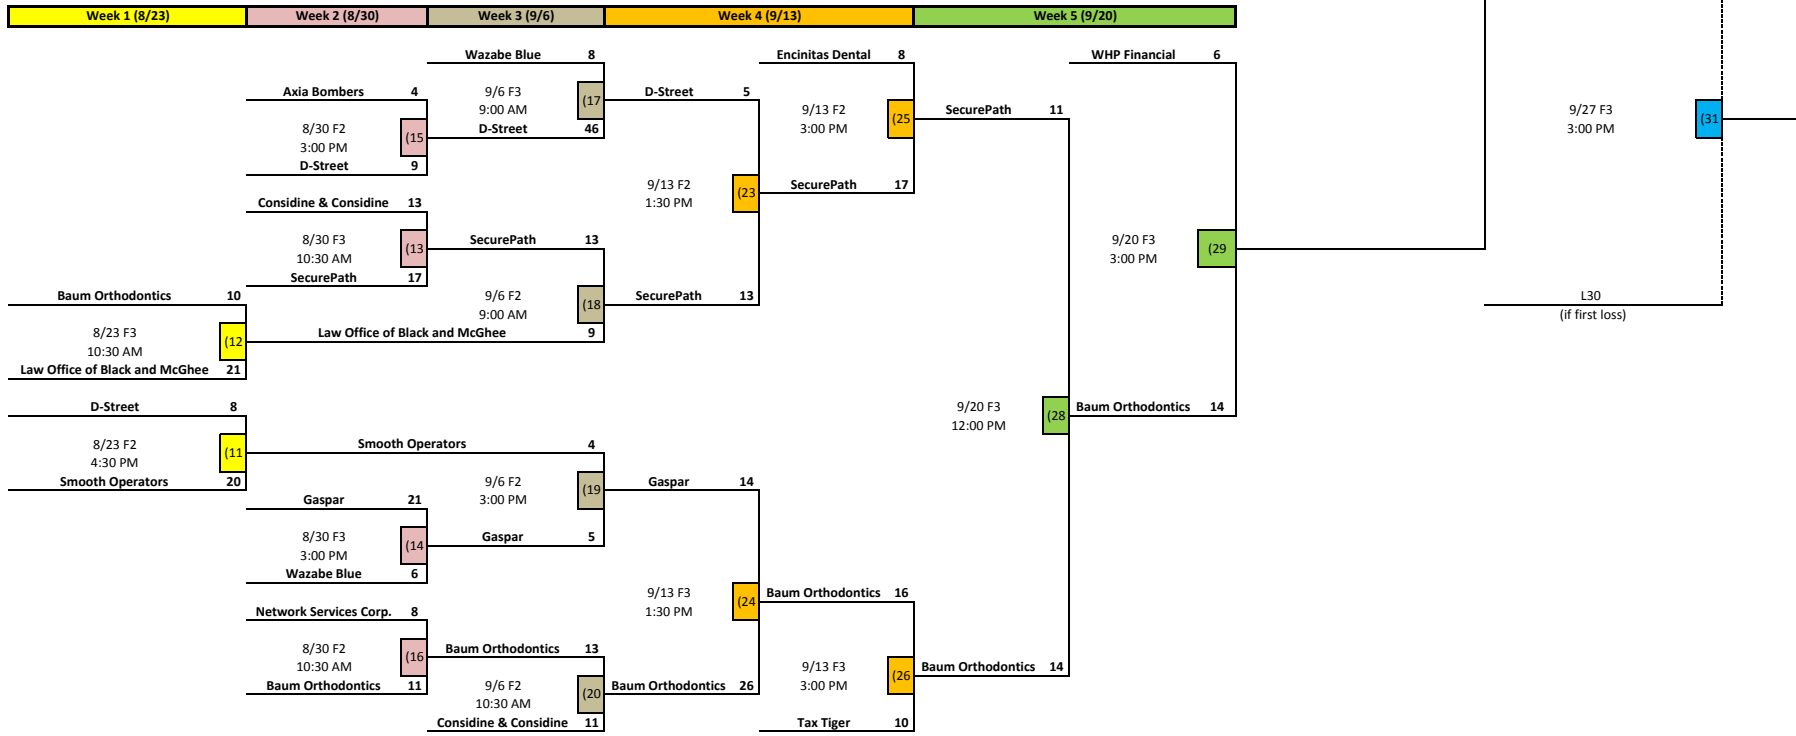 Week 1 (8/23) Week 2 (8/30) Week 3 (9/6) Week 4 (9/13) Week 5 (9/20)
Wazabe Blue 8 Encinitas Dental 8 WHP Financial 6
Axia Bombers 4 9/6 F3 (17 D-Street 5 9/13 F2 (25 SecurePath 11 9/27 F3 (31
9:00 AM 3:00 PM 3:00 PM
8/30 F2 (15 D-Street 46
3:00 PM
D-Street 9 9/13 F2 (23 SecurePath 17
1:30 PM
Considine & Considine 13
8/30 F3 (13 SecurePath 13 9/20 F3 (29
10:30 AM 3:00 PM
SecurePath 17
Baum Orthodontics 10 9/6 F2 (18 SecurePath 13 L30
9:00 AM (if first loss)
8/23 F3 (12 Law Office of Black and McGhee 9
10:30 AM
Law Office of Black and McGhee 21
D-Street 8 9/20 F3 (28 Baum Orthodontics 14
12:00 PM
8/23 F2 (11 Smooth Operators 4
4:30 PM
Smooth Operators 20 9/6 F2 (19 Gaspar 14
3:00 PM
Gaspar 21
8/30 F3 (14 Gaspar 5
3:00 PM
Wazabe Blue 6
9/13 F3 (24 Baum Orthodontics 16
1:30 PM
Network Services Corp. 8
8/30 F2 (16 Baum Orthodontics 13
10:30 AM
9/13 F3 (26 Baum Orthodontics 14
3:00 PM
Baum Orthodontics 11 9/6 F2 (20 Baum Orthodontics 26
10:30 AM
Considine & Considine 11 Tax Tiger 10